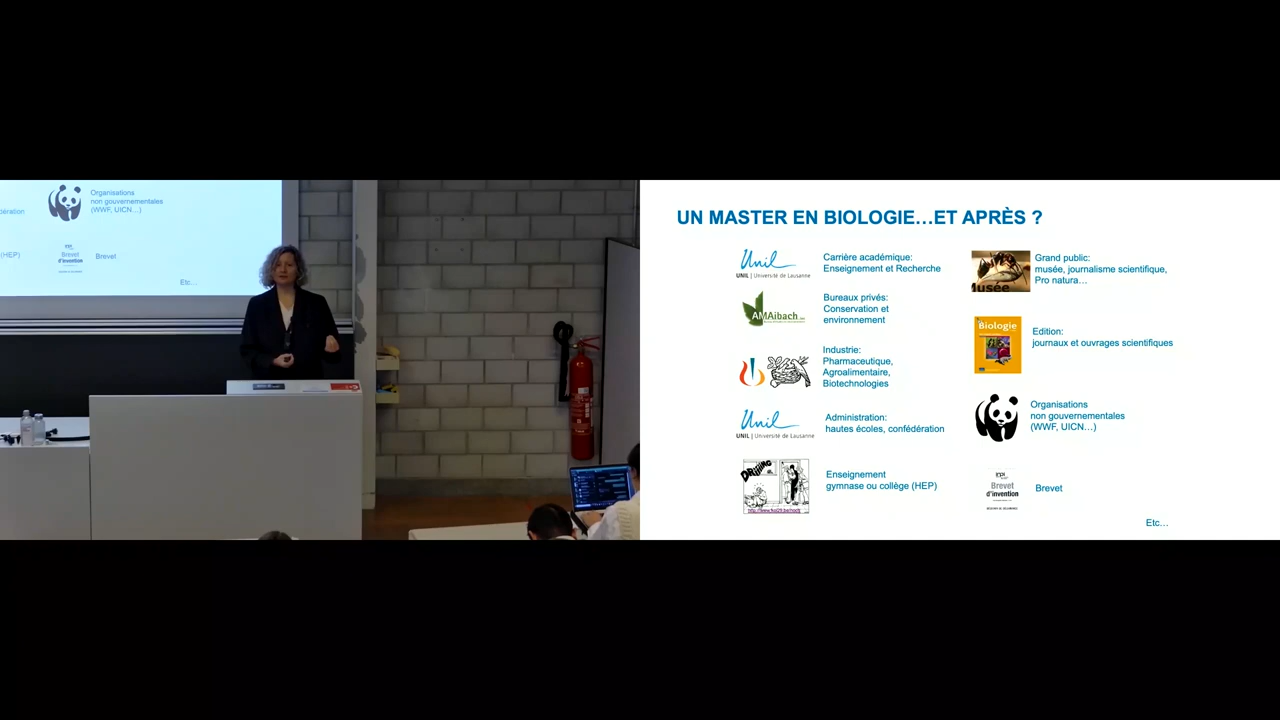 Organisations
non gouvernementales
(WWF, UICN…)
(HEP)
Brevet
d'invention
Brevet
Etc…
UN MASTER EN BIOLOGIE…ET APRÈS ?
Unil
UNIL | Université de Lausanne
Carrière académique:
Enseignement et Recherche
AMAibach
Bureaux privés:
Conservation et
environnement
Industrie:
Pharmaceutique,
Agroalimentaire,
Biotechnologies
Unil
UNIL | Université de Lausanne
Administration:
hautes écoles, confédération
Enseignement
gymnase ou collège (HEP)
Musée
Grand public:
musée, journalisme scientifique,
Pro natura…
Biologie
Edition:
journaux et ouvrages scientifiques
Organisations
non gouvernementales
(WWF, UICN…)
Brevet
d'invention
Brevet
Etc…